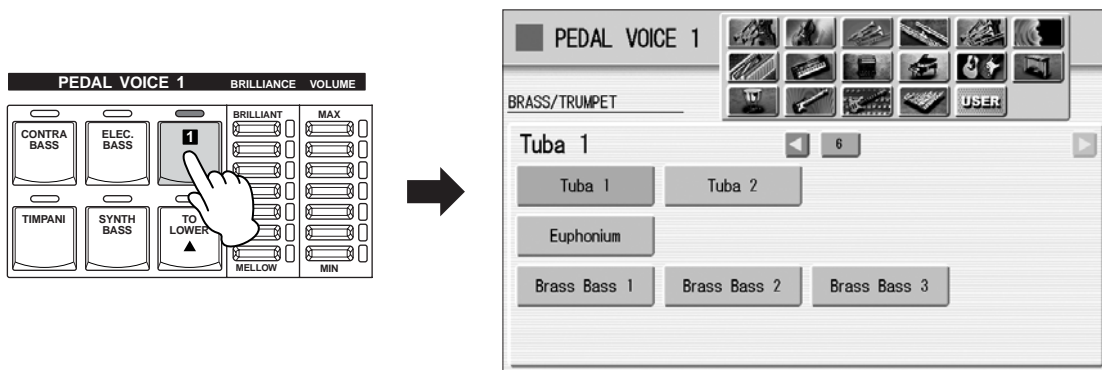 PEDAL VOICE 1 BRILLIANCE VOLUME
BRILLIANT MAX
CONTRA BASS
ELEC. BASS
1
TIMPANI
SYNTH BASS
TO LOWER
▲
MELLOW MIN
PEDAL VOICE 1
BRASS/TRUMPET
USER
Tuba 1 6
Tuba 1 Tuba 2
Euphonium
Brass Bass 1 Brass Bass 2 Brass Bass 3